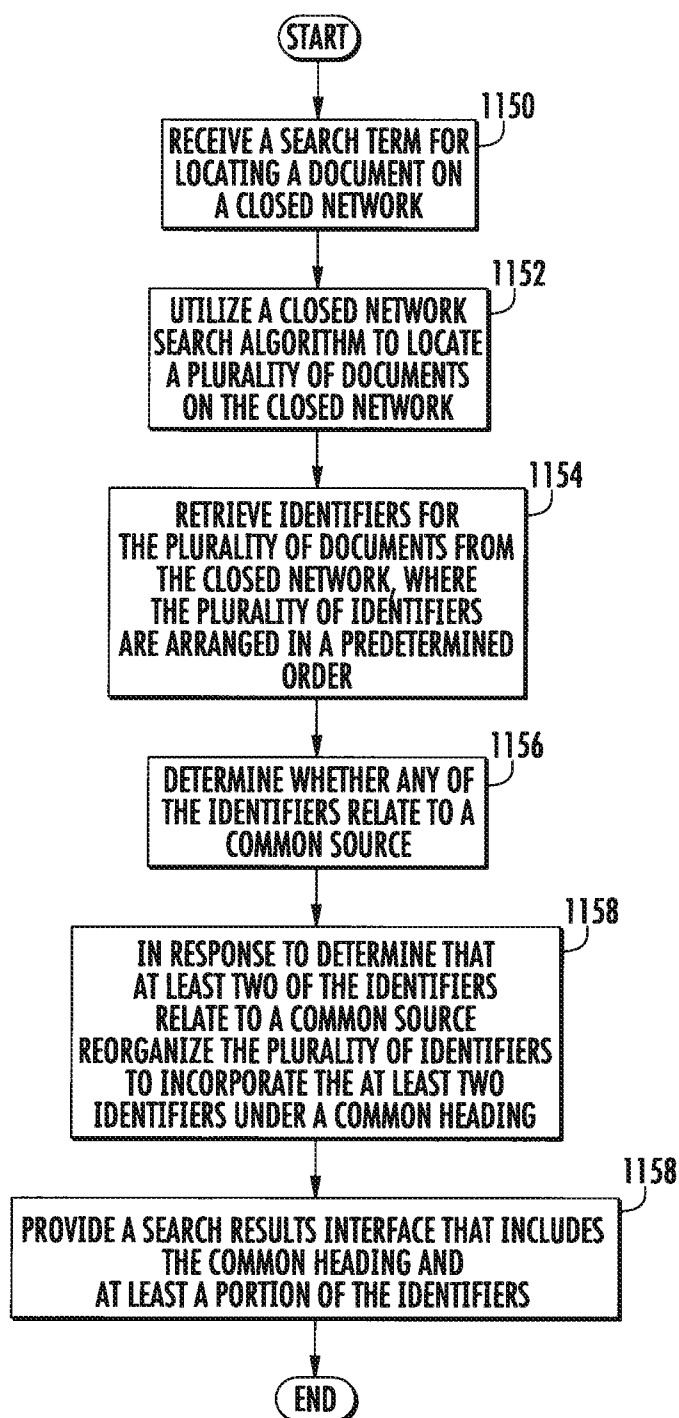 START
1150
RECEIVE A SEARCH TERM FOR
LOCATING A DOCUMENT ON
A CLOSED NETWORK
1152
UTILIZE A CLOSED NETWORK
SEARCH ALGORITHM TO LOCATE
A PLURALITY OF DOCUMENTS
ON THE CLOSED NETWORK
1154
RETRIEVE IDENTIFIERS FOR
THE PLURALITY OF DOCUMENTS FROM
THE CLOSED NETWORK, WHERE
THE PLURALITY OF IDENTIFIERS
ARE ARRANGED IN A PREDETERMINED
ORDER
1156
DETERMINE WHETHER ANY OF
THE IDENTIFIERS RELATE TO A
COMMON SOURCE
1158
IN RESPONSE TO DETERMINE THAT
AT LEAST TWO OF THE IDENTIFIERS
RELATE TO A COMMON SOURCE
REORGANIZE THE PLURALITY OF IDENTIFIERS
TO INCORPORATE THE AT LEAST TWO
IDENTIFIERS UNDER A COMMON HEADING
1158
PROVIDE A SEARCH RESULTS INTERFACE THAT INCLUDES
THE COMMON HEADING AND
AT LEAST A PORTION OF THE IDENTIFIERS
END